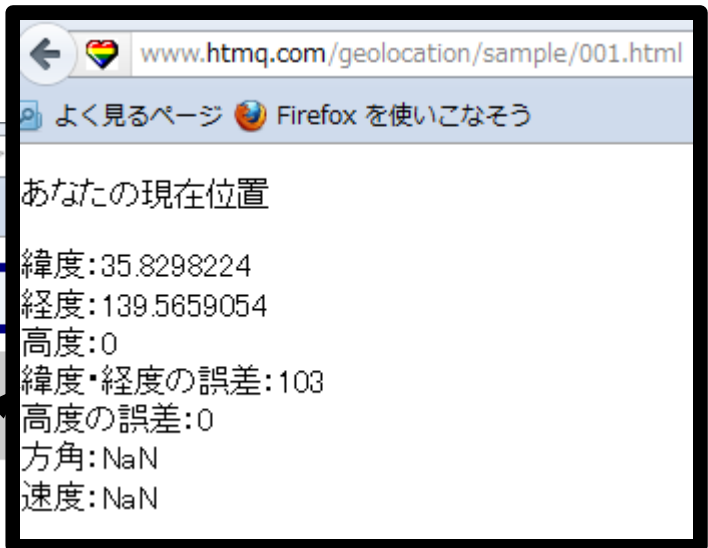 www.htmq.com/geolocation/sample/001.html
よく見るページ Firefox を使いこなそう
あなたの現在位置
緯度:35.8298224
経度:139.5659054
高度:0
緯度・経度の誤差:103
高度の誤差:0
方角:NaN
速度:NaN